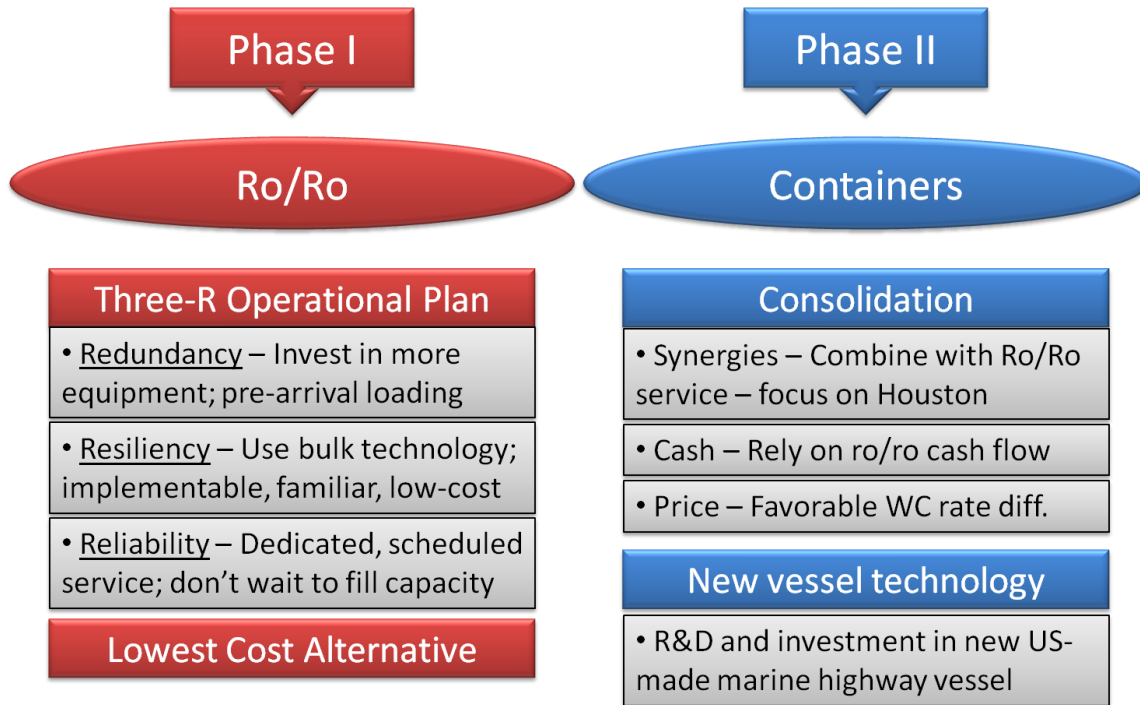 Phase I
Ro/Ro
Three-R Operational Plan
• Redundancy – Invest in more
equipment; pre-arrival loading
• Resiliency – Use bulk technology;
implementable, familiar, low-cost
• Reliability – Dedicated, scheduled
service; don’t wait to fill capacity
Lowest Cost Alternative
Phase II
Containers
Consolidation
• Synergies – Combine with Ro/Ro
service – focus on Houston
• Cash – Rely on ro/ro cash flow
• Price – Favorable WC rate diff.
New vessel technology
• R&D and investment in new US-
made marine highway vessel